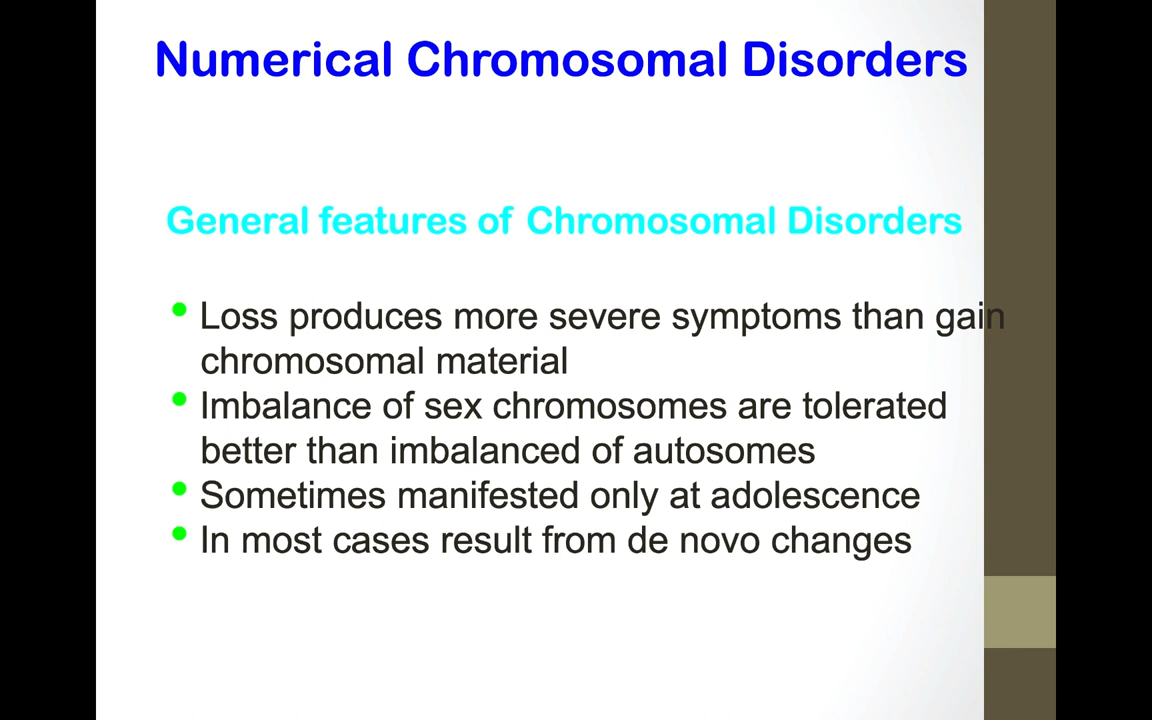 Numerical Chromosomal Disorders
General features of Chromosomal Disorders
• Loss produces more severe symptoms than gain
chromosomal material
• Imbalance of sex chromosomes are tolerated
better than imbalanced of autosomes
• Sometimes manifested only at adolescence
• In most cases result from de novo changes